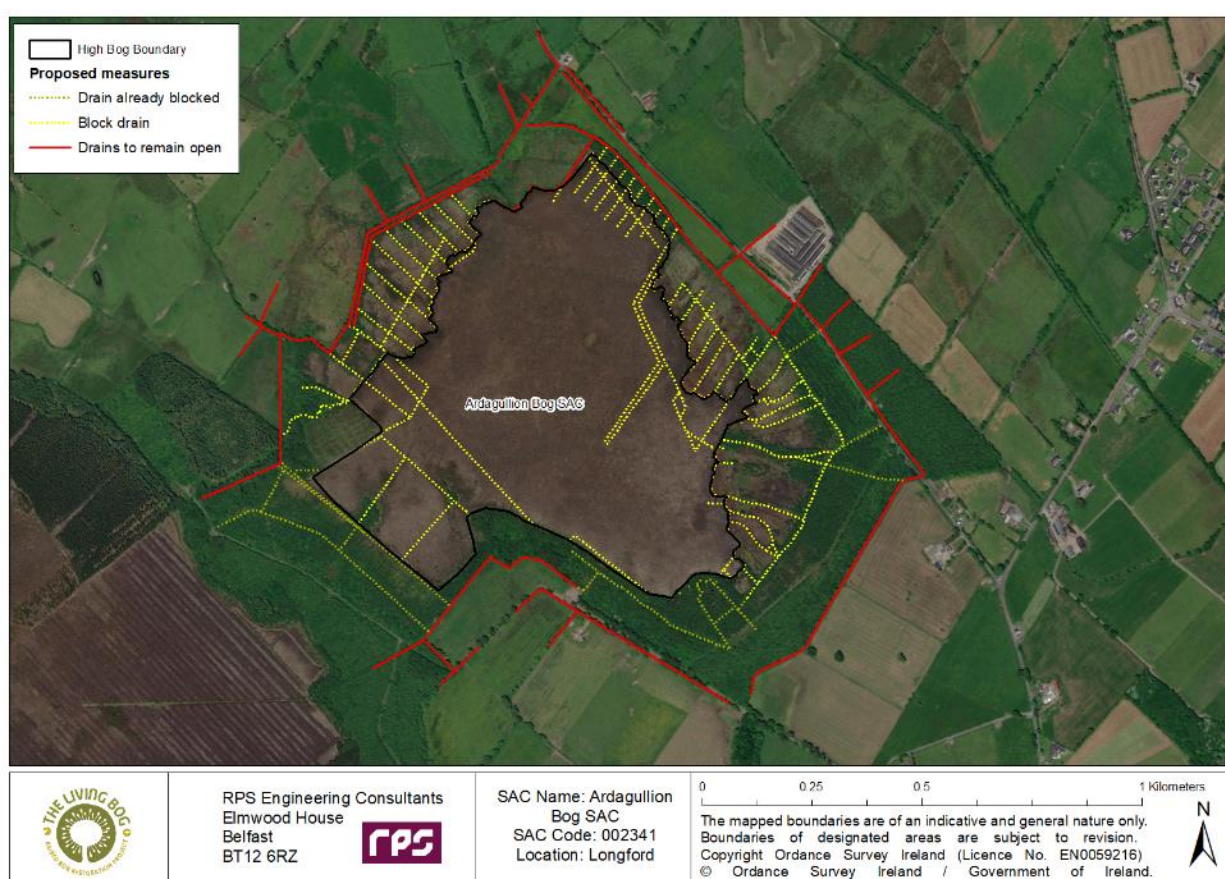 High Bog Boundary
Proposed measures
Drain already blocked
Block drain
Drains to remain open
Ardagullion Bog SAC
THE LIVING BOG
RAISED BOG RESTORATION PROJECT
RPS Engineering Consultants
Elmwood House
Belfast
BT12 6RZ
rps
SAC Name: Ardagullion
Bog SAC
SAC Code: 002341
Location: Longford
0 0.25 0.5 1 Kilometers
The mapped boundaries are of an indicative and general nature only.
Boundaries of designated areas are subject to revision.
Copyright Ordance Survey Ireland (Licence No. EN0059216)
© Ordance Survey Ireland / Government of Ireland.
N